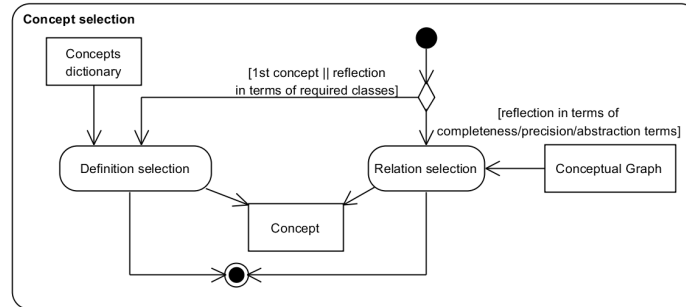 Concept selection
Concepts
dictionary
[1st concept || reflection
in terms of required classes]
[reflection in terms of
completeness/precision/abstraction terms]
Definition selection
Relation selection
Conceptual Graph
Concept